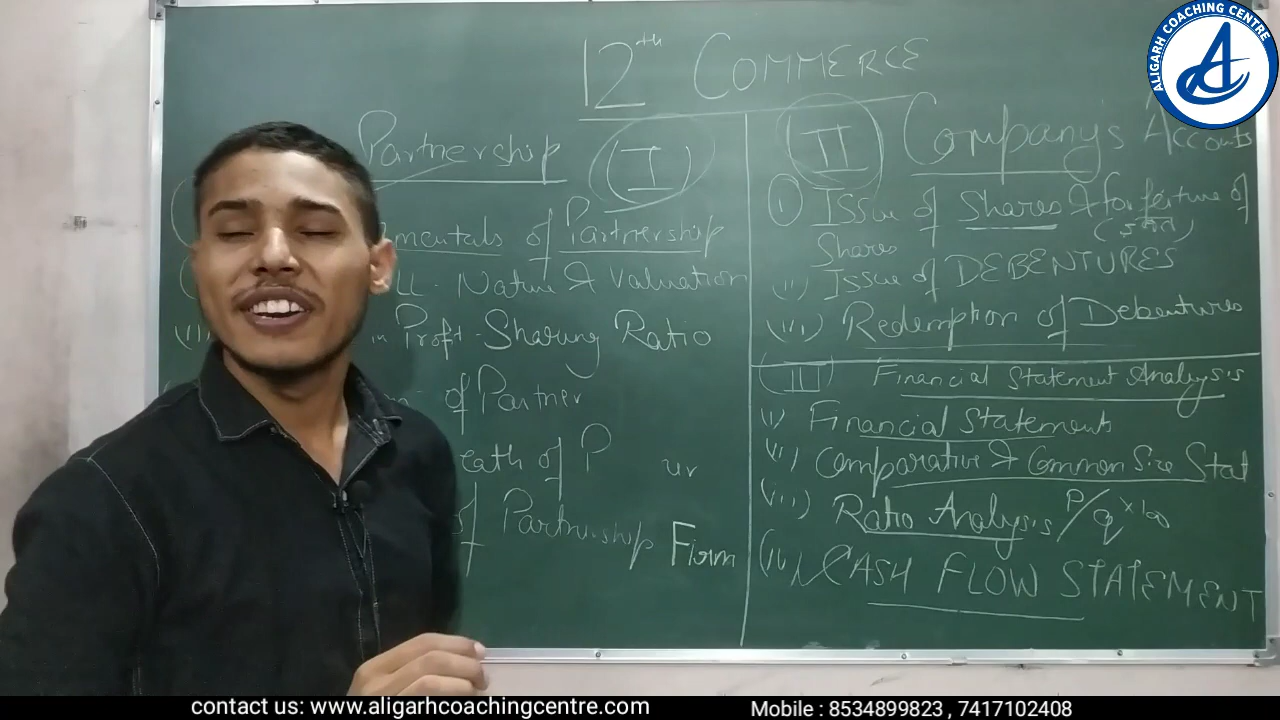 12th COMMERCE
Partnership (I)
mentals of Partnership
LL - Nature & Valuation
in Profit-Sharing Ratio
of Partner
eath of P
of Partnership Firm
II Company's Accounts
(i) Issue of Shares & forfeiture of
Shares
(ii) Issue of DEBENTURES
(iii) Redemption of Debentures
(III) Financial Statement Analysis
i) Financial Statements
ii) Comparative & Common Size Stat
(iii) Ratio Analysis P/q x 100
(iv) CASH FLOW STATEMENT
ALIGARH COACHING CENTRE
contact us: www.aligarhcoachingcentre.com Mobile : 8534899823 , 7417102408